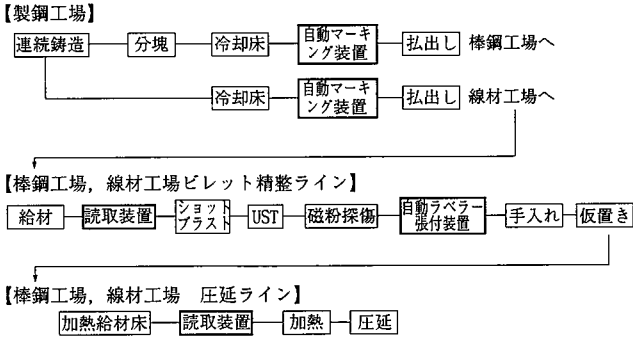 【製鋼工場】
連続鋳造 分塊 冷却床 自動マーキング装置 払出し 棒鋼工場へ
冷却床 自動マーキング装置 払出し 線材工場へ
【棒鋼工場，線材工場ビレット精整ライン】
給材 読取装置 ショットブラスト UST 磁粉探傷 自動ラベラー張付装置 手入れ 仮置き
【棒鋼工場，線材工場 圧延ライン】
加熱給材床 読取装置 加熱 圧延